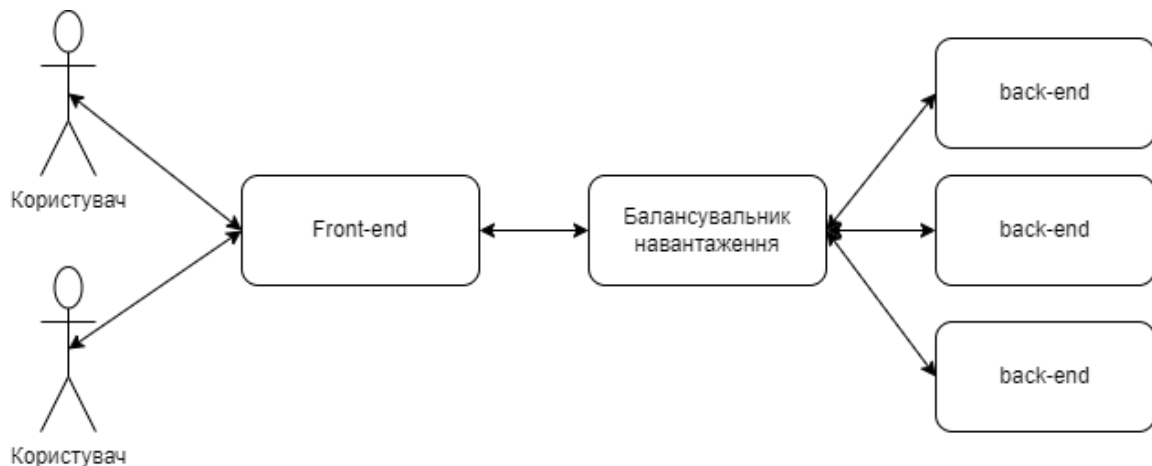 Користувач
Користувач
Front-end
Балансувальник
навантаження
back-end
back-end
back-end